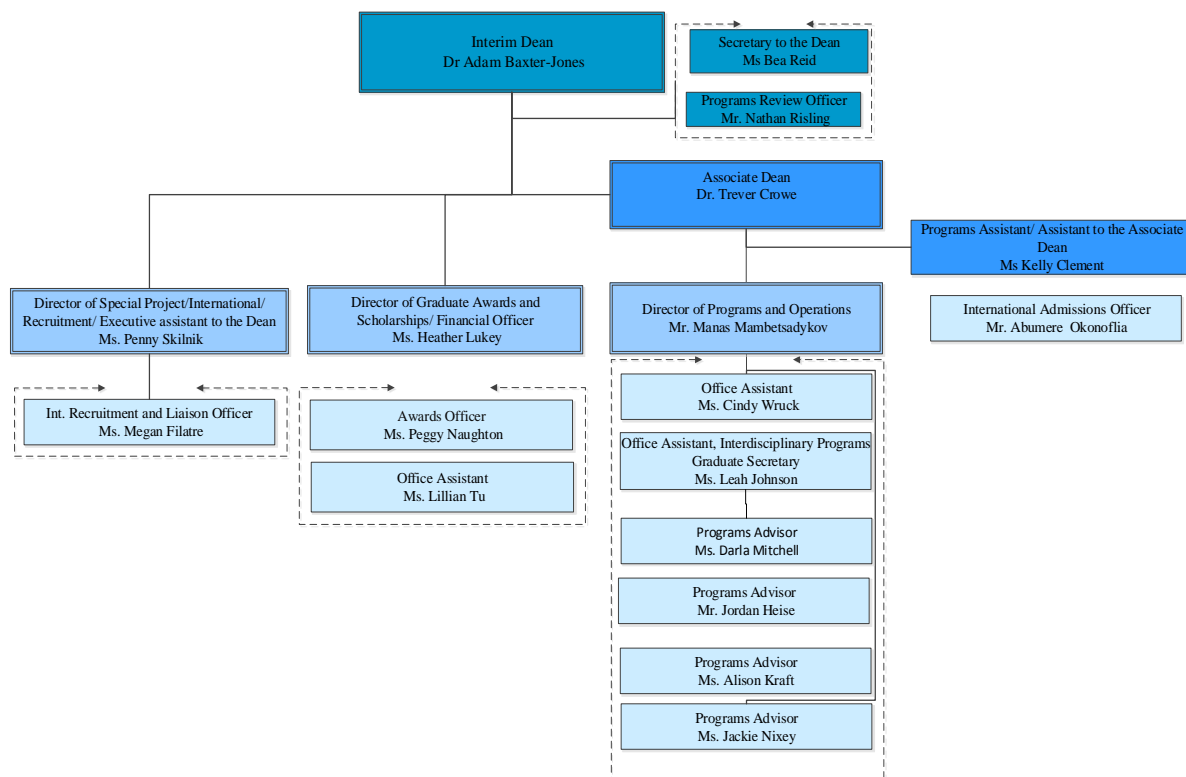 Interim Dean
Dr Adam Baxter-Jones
Secretary to the Dean
Ms Bea Reid
Programs Review Officer
Mr. Nathan Risling
Associate Dean
Dr. Trever Crowe
Programs Assistant/ Assistant to the Associate
Dean
Ms Kelly Clement
Director of Special Project/International/
Recruitment/ Executive assistant to the Dean
Ms. Penny Skilnik
Director of Graduate Awards and
Scholarships/ Financial Officer
Ms. Heather Lukey
Director of Programs and Operations
Mr. Manas Mambetsadykov
International Admissions Officer
Mr. Abumere Okonoflia
Int. Recruitment and Liaison Officer
Ms. Megan Filatre
Awards Officer
Ms. Peggy Naughton
Office Assistant
Ms. Lillian Tu
Office Assistant
Ms. Cindy Wruck
Office Assistant, Interdisciplinary Programs
Graduate Secretary
Ms. Leah Johnson
Programs Advisor
Ms. Darla Mitchell
Programs Advisor
Mr. Jordan Heise
Programs Advisor
Ms. Alison Kraft
Programs Advisor
Ms. Jackie Nixey